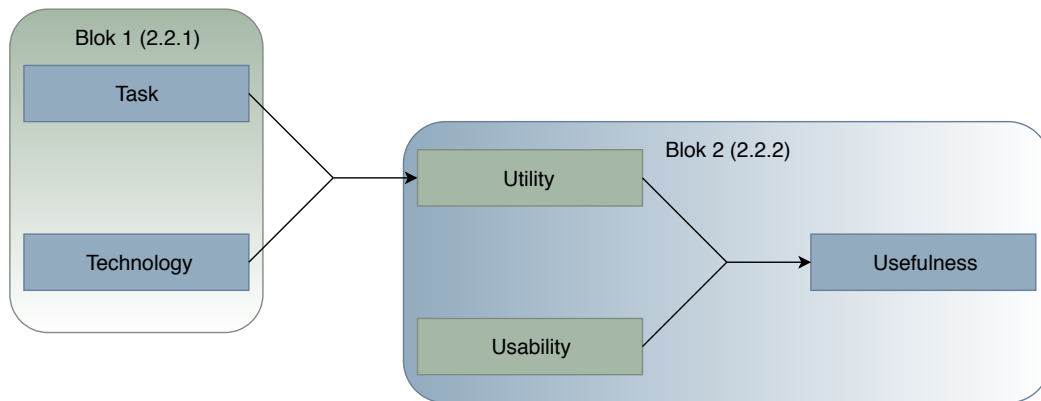 Blok 1 (2.2.1)
Task
Technology
Blok 2 (2.2.2)
Utility
Usability
Usefulness